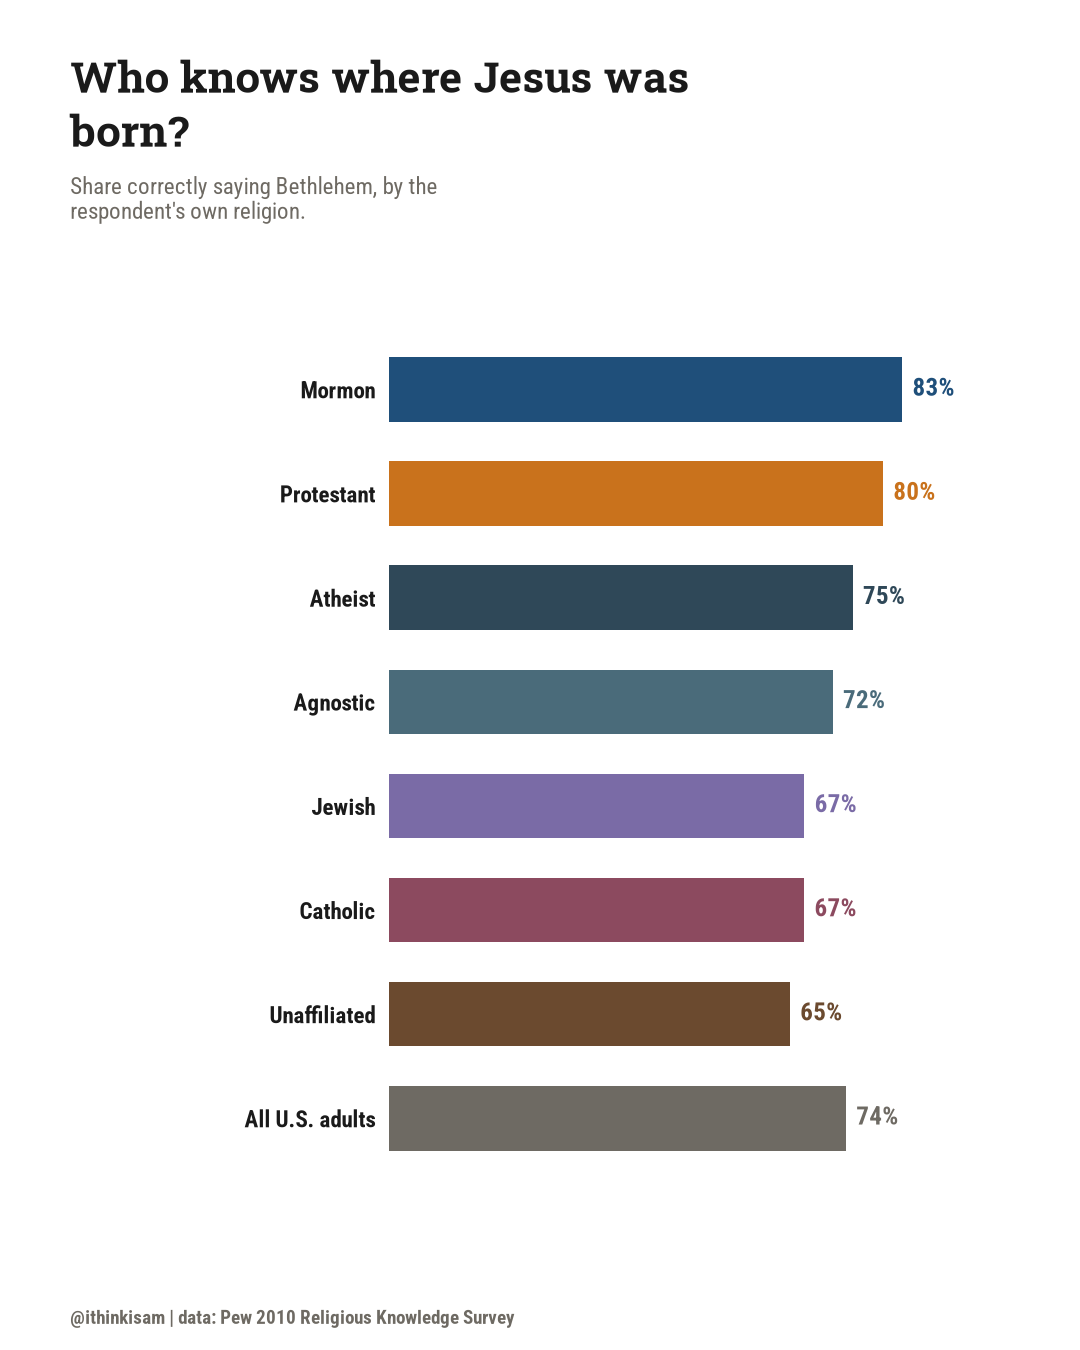 Who knows where Jesus was
born?
Share correctly saying Bethlehem, by the
respondent's own religion.
Mormon 83%
Protestant 80%
Atheist 75%
Agnostic 72%
Jewish 67%
Catholic 67%
Unaffiliated 65%
All U.S. adults 74%
@ithinkisam | data: Pew 2010 Religious Knowledge Survey